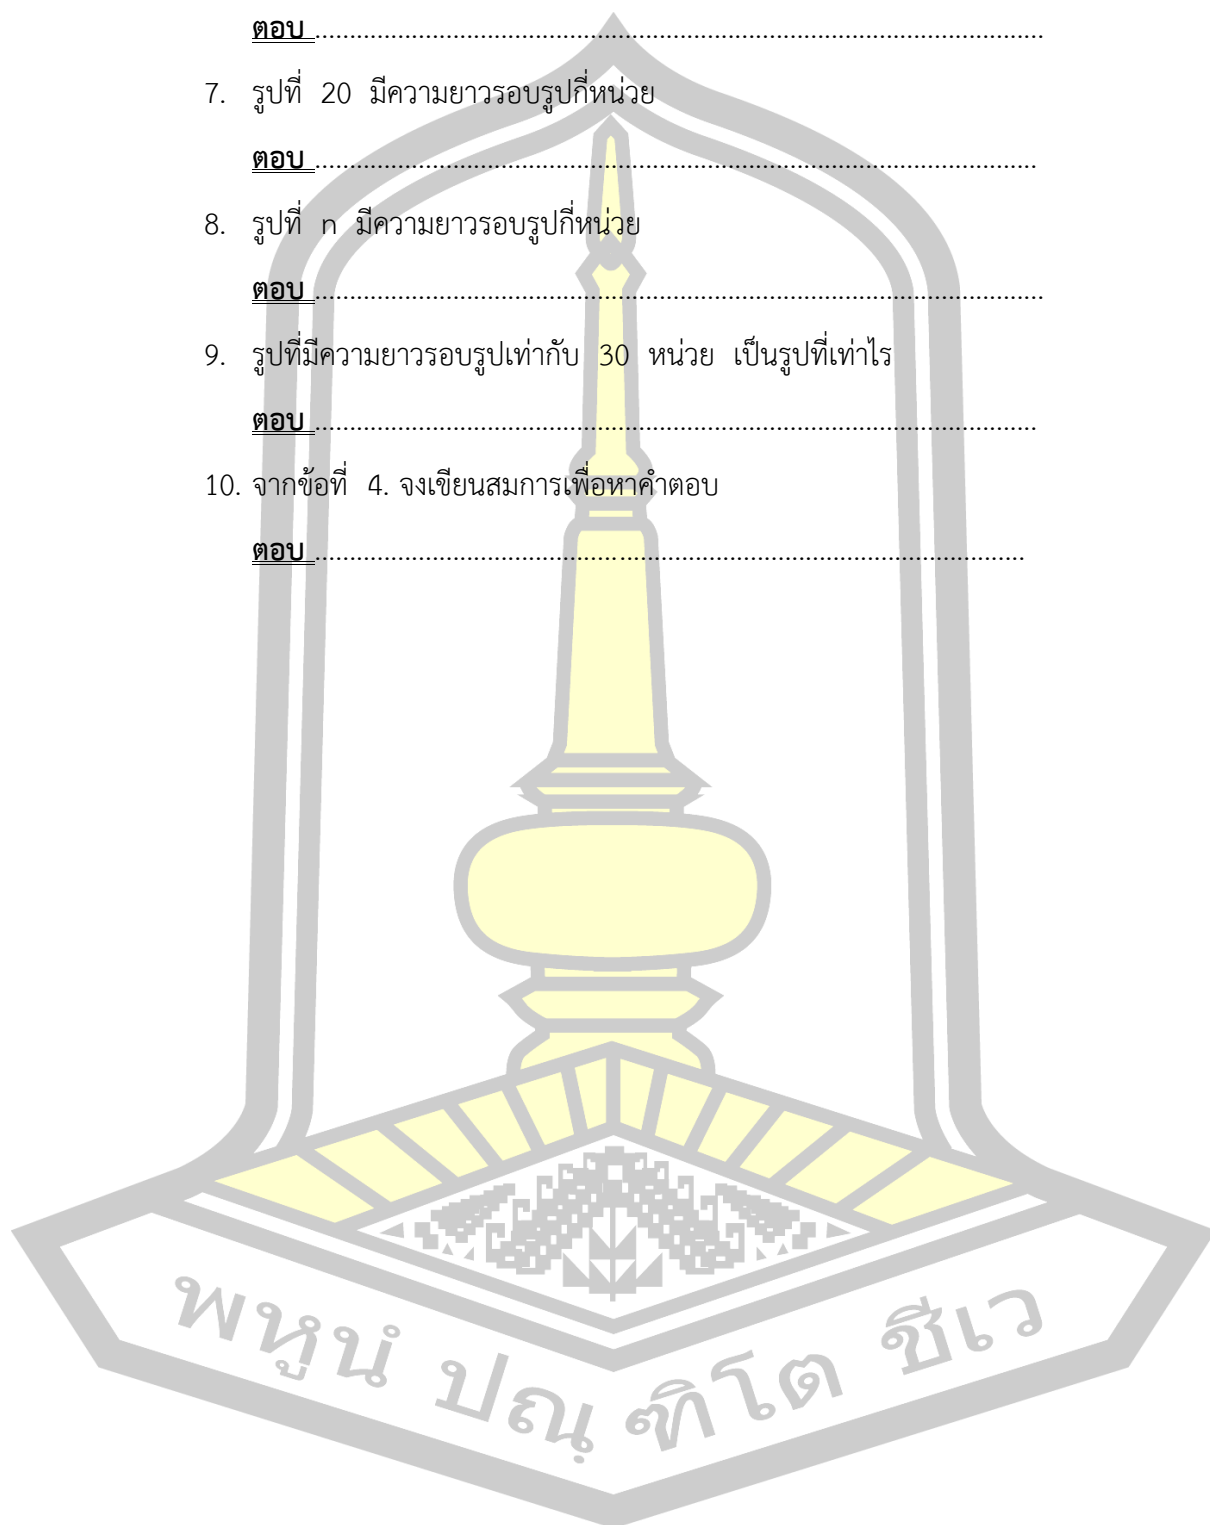 ตอบ ........................................................................................................
7. รูปที่ 20 มีความยาวรอบรูปกี่หน่วย
ตอบ .......................................................................................................
8. รูปที่ n มีความยาวรอบรูปกี่หน่วย
ตอบ ........................................................................................................
9. รูปที่มีความยาวรอบรูปเท่ากับ 30 หน่วย เป็นรูปที่เท่าไร
ตอบ .......................................................................................................
10. จากข้อที่ 4. จงเขียนสมการเพื่อหาคำตอบ
ตอบ .....................................................................................................
พหูนํ ปณฺ ฑิโต ชีเว